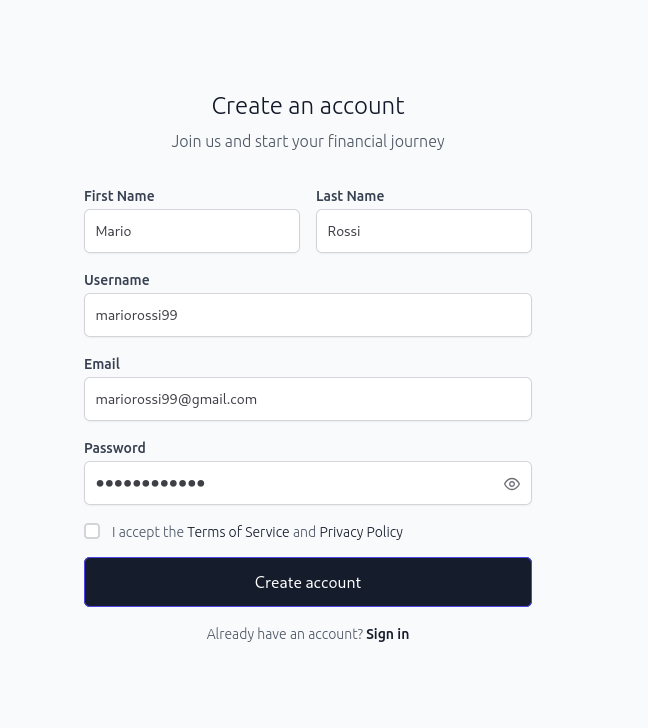 Create an account
Join us and start your financial journey
First Name Last Name
Mario Rossi
Username
mariorossi99
Email
mariorossi99@gmail.com
Password
●●●●●●●●●●●●
I accept the Terms of Service and Privacy Policy
Create account
Already have an account? Sign in